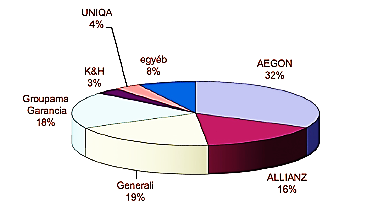 UNIQA
4%
egyéb
8%
AEGON
32%
K&H
3%
Groupama
Garancia
18%
Generali
19%
ALLIANZ
16%